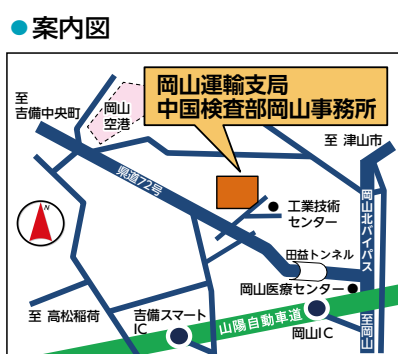 案内図
岡山運輸支局
中国検査部岡山事務所
至
吉備中央町
岡山
空港
至 津山市
県道72号
N
工業技術
センター
岡山北バイパス
田益トンネル
岡山医療センター
至 高松稲荷
吉備スマート
IC
山陽自動車道
岡山IC
至岡山